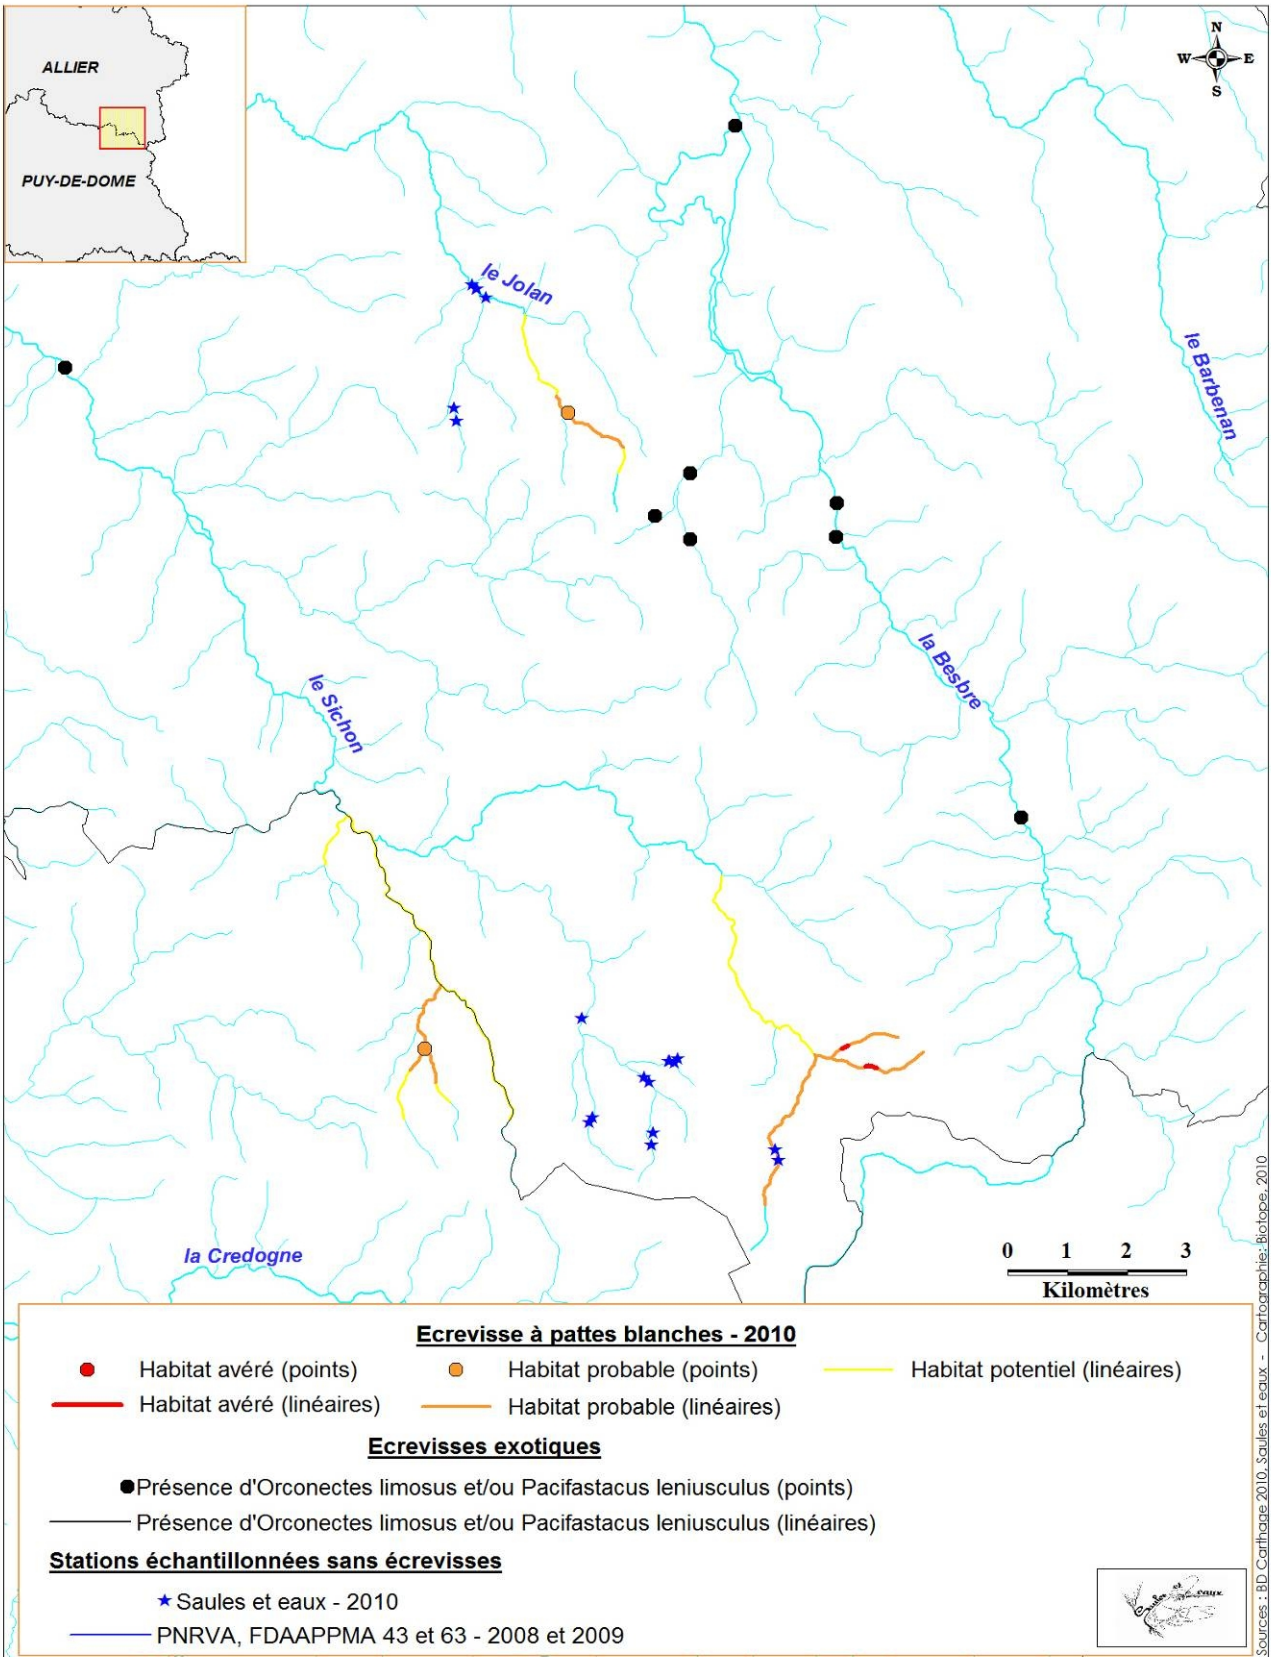 ALLIER
PUY-DE-DOME
N
W E
S
le Jolan
le Barbenan
la Besbre
le Sichon
la Credogne
0 1 2 3
Kilomètres
Ecrevisse à pattes blanches - 2010
Habitat avéré (points)
Habitat probable (points)
Habitat potentiel (linéaires)
Habitat avéré (linéaires)
Habitat probable (linéaires)
Ecrevisses exotiques
Présence d'Orconectes limosus et/ou Pacifastacus leniusculus (points)
Présence d'Orconectes limosus et/ou Pacifastacus leniusculus (linéaires)
Stations échantillonnées sans écrevisses
Saules et eaux - 2010
PNRVA, FDAAPPMA 43 et 63 - 2008 et 2009
Saules et eaux
Sources : BD Carthage 2010, Saules et eaux - Cartographie: Biotope, 2010